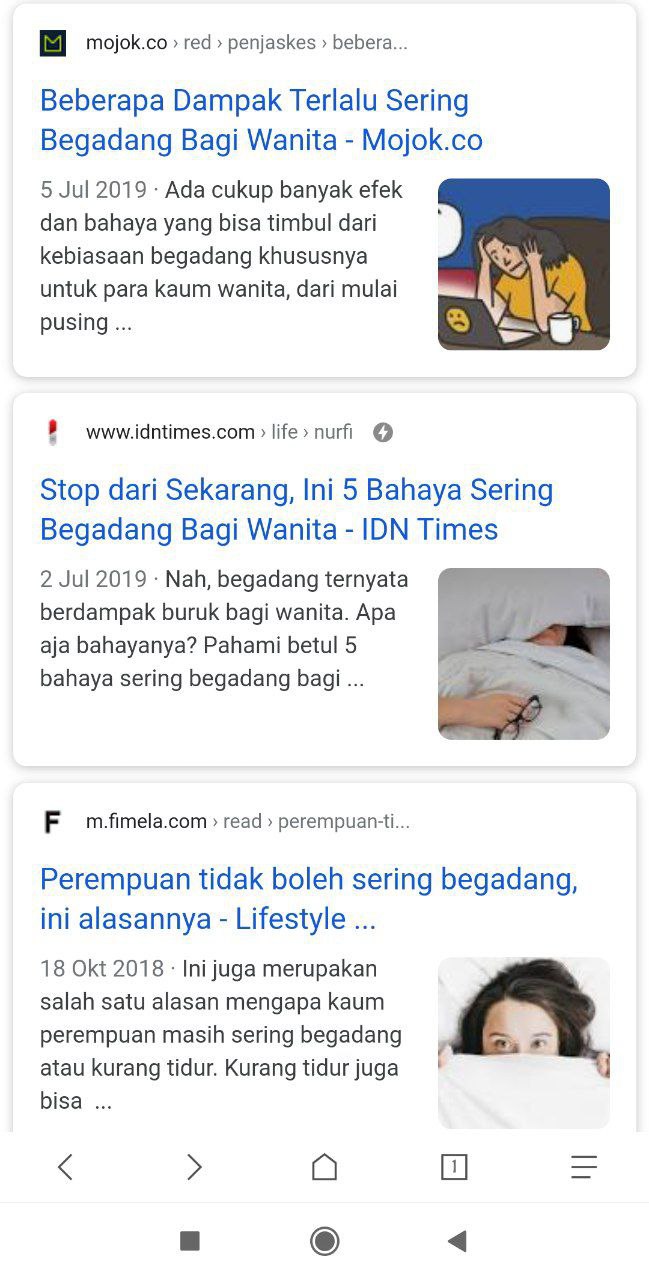 mojok.co › red › penjaskes › bebera...
Beberapa Dampak Terlalu Sering
Begadang Bagi Wanita - Mojok.co
5 Jul 2019 · Ada cukup banyak efek
dan bahaya yang bisa timbul dari
kebiasaan begadang khususnya
untuk para kaum wanita, dari mulai
pusing ...
www.idntimes.com › life › nurfi
Stop dari Sekarang, Ini 5 Bahaya Sering
Begadang Bagi Wanita - IDN Times
2 Jul 2019 · Nah, begadang ternyata
berdampak buruk bagi wanita. Apa
aja bahayanya? Pahami betul 5
bahaya sering begadang bagi ...
F m.fimela.com › read › perempuan-ti...
Perempuan tidak boleh sering begadang,
ini alasannya - Lifestyle ...
18 Okt 2018 · Ini juga merupakan
salah satu alasan mengapa kaum
perempuan masih sering begadang
atau kurang tidur. Kurang tidur juga
bisa ...
1